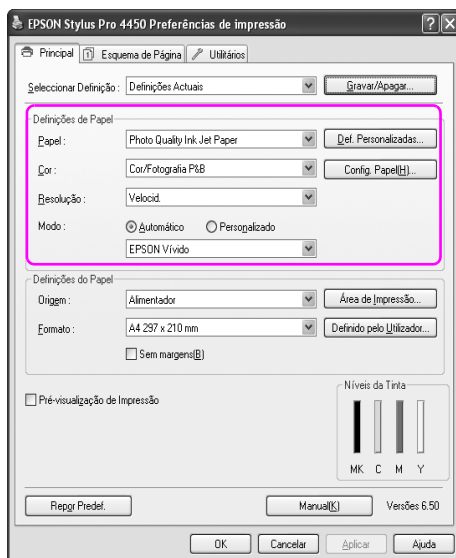 EPSON Stylus Pro 4450 Preferências de impressão
Principal Esquema de Página Utilitários
Seleccionar Definição : Definições Actuais Gravar/Apagar...
Definições de Papel
Papel : Photo Quality Ink Jet Paper Def. Personalizadas...
Cor : Cor/Fotografia P&B Config. Papel(H)...
Resolução : Velocid.
Modo : Automático Personalizado
EPSON Vívido
Definições do Papel
Origem : Alimentador Área de Impressão...
Formato : A4 297 x 210 mm Definido pelo Utilizador...
Sem margens(B)
Pré-visualização de Impressão
Níveis da Tinta
MK C M Y
Repor Predef. Manual(K) Versões 6.50
OK Cancelar Aplicar Ajuda